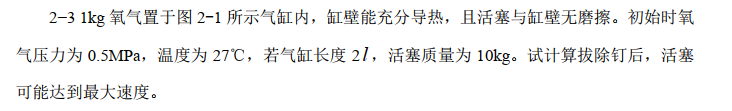 2−3 1kg 氧气置于图 2−1 所示气缸内，缸壁能充分导热，且活塞与缸壁无磨擦。初始时氧
气压力为 0.5MPa，温度为 27℃，若气缸长度 2l，活塞质量为 10kg。试计算拔除钉后，活塞
可能达到最大速度。